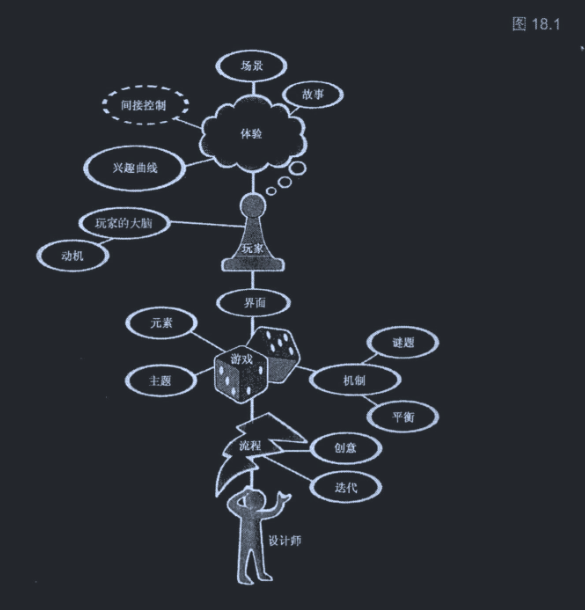 图 18.1
场景
故事
间接控制
体验
兴趣曲线
玩家的大脑
玩家
动机
界面
元素
谜题
游戏
主题
机制
平衡
流程
创意
迭代
设计师